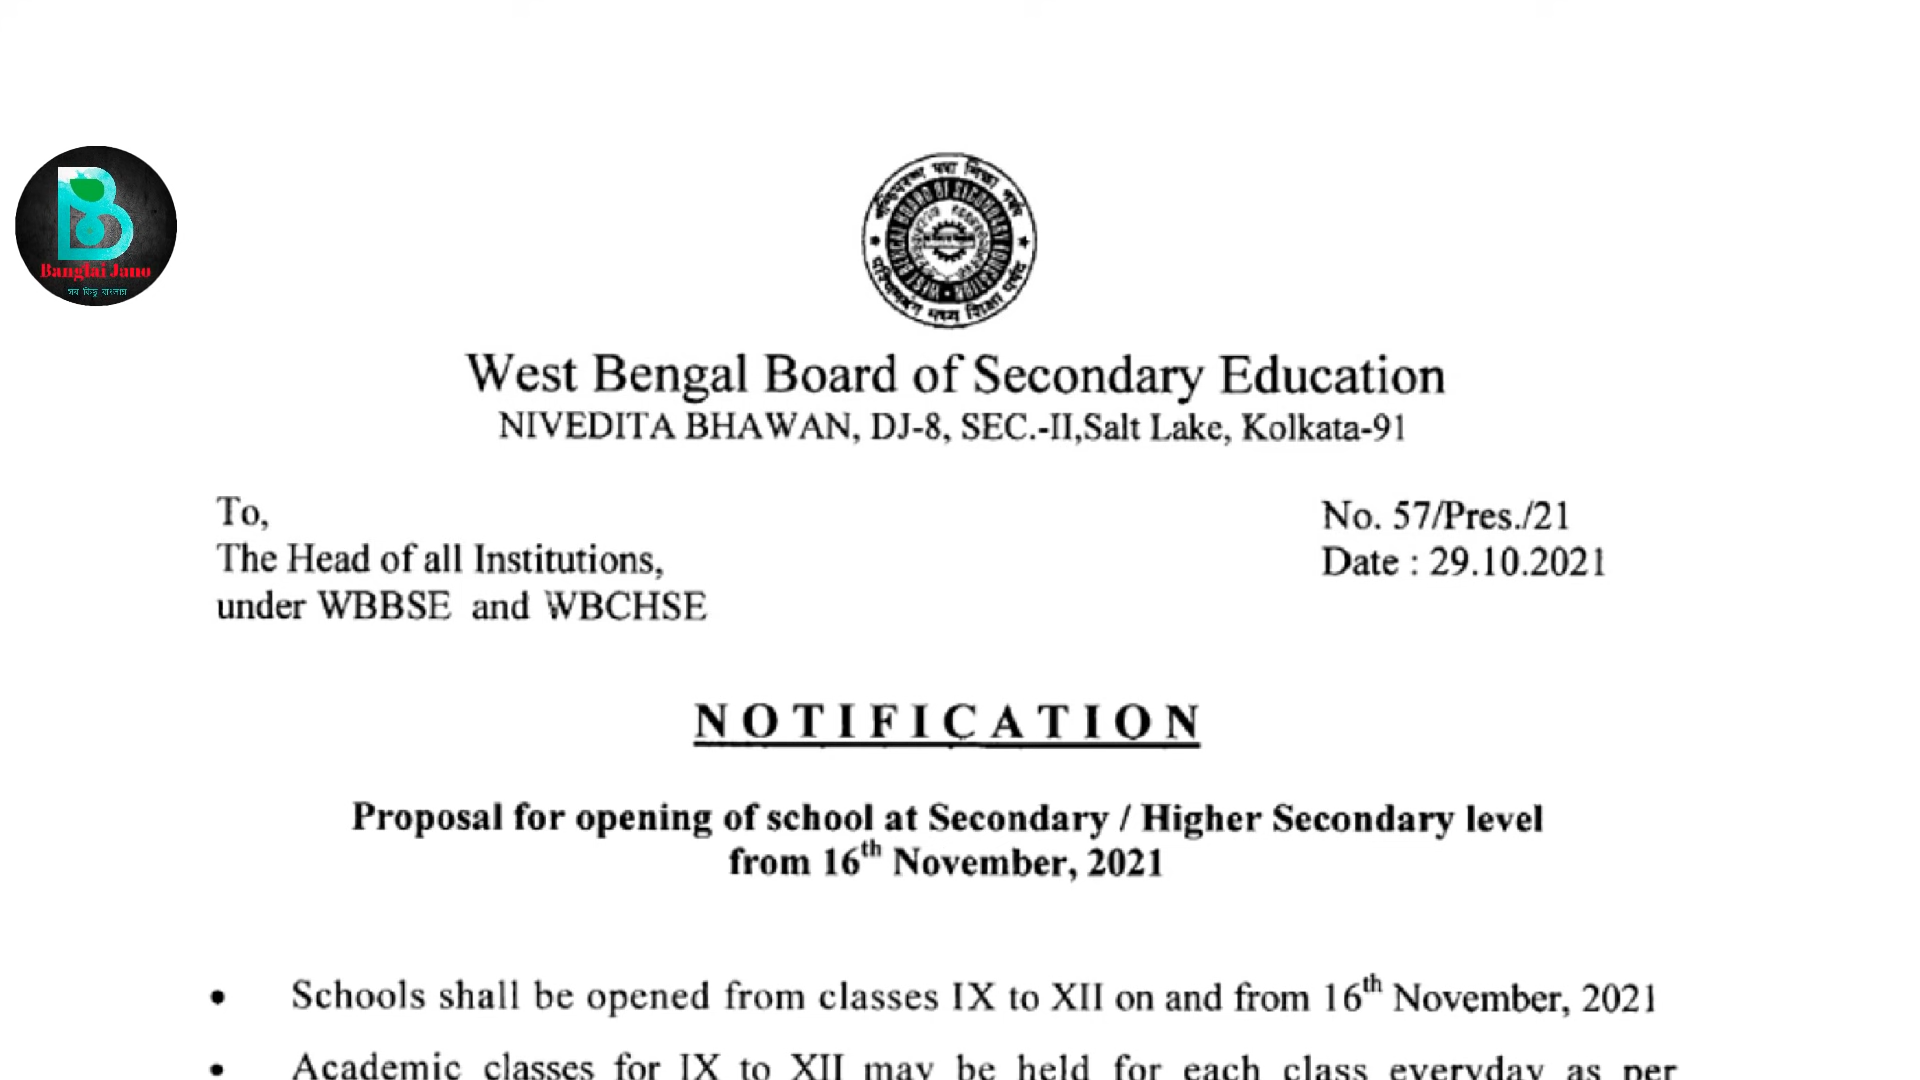 Banglai Jano
সব কিছু বাংলায়
West Bengal Board of Secondary Education
NIVEDITA BHAWAN, DJ-8, SEC.-II,Salt Lake, Kolkata-91
To,
The Head of all Institutions,
under WBBSE and WBCHSE
No. 57/Pres./21
Date : 29.10.2021
NOTIFICATION
Proposal for opening of school at Secondary / Higher Secondary level
from 16th November, 2021
• Schools shall be opened from classes IX to XII on and from 16th November, 2021
• Academic classes for IX to XII may be held for each class everyday as per